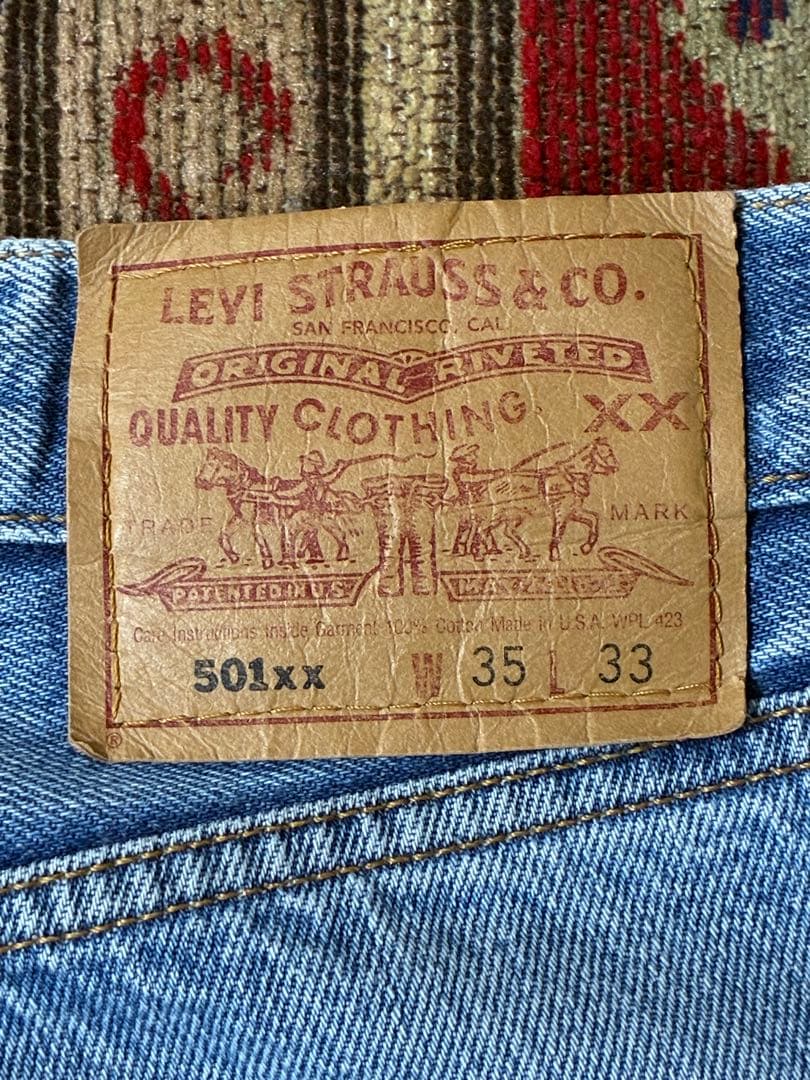 LEVI STRAUSS & CO.
SAN FRANCISCO, CAL
ORIGINAL RIVETED
QUALITY CLOTHING. XX
TRADE MARK
PATENTED IN U.S.
Care Instructions Inside Garment 100% Cotton Made in U.S.A. WPL 423
501xx W 35 L 33
®